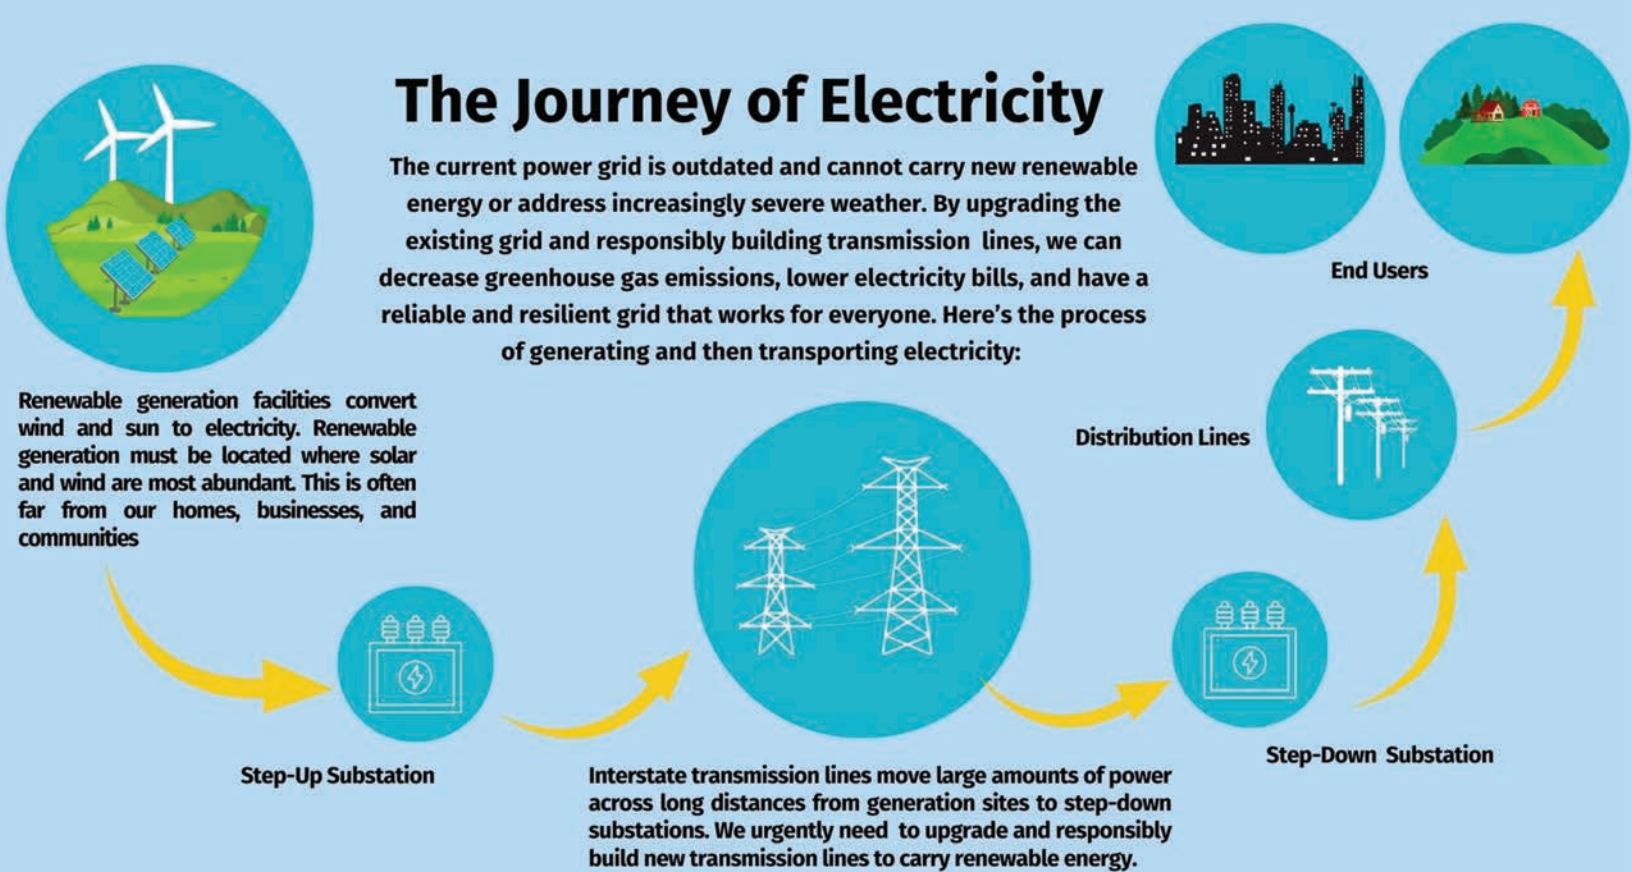 The Journey of Electricity
The current power grid is outdated and cannot carry new renewable
energy or address increasingly severe weather. By upgrading the
existing grid and responsibly building transmission lines, we can
decrease greenhouse gas emissions, lower electricity bills, and have a
reliable and resilient grid that works for everyone. Here's the process
of generating and then transporting electricity:
Renewable generation facilities convert
wind and sun to electricity. Renewable
generation must be located where solar
and wind are most abundant. This is often
far from our homes, businesses, and
communities
Step-Up Substation
Interstate transmission lines move large amounts of power
across long distances from generation sites to step-down
substations. We urgently need to upgrade and responsibly
build new transmission lines to carry renewable energy.
Step-Down Substation
Distribution Lines
End Users